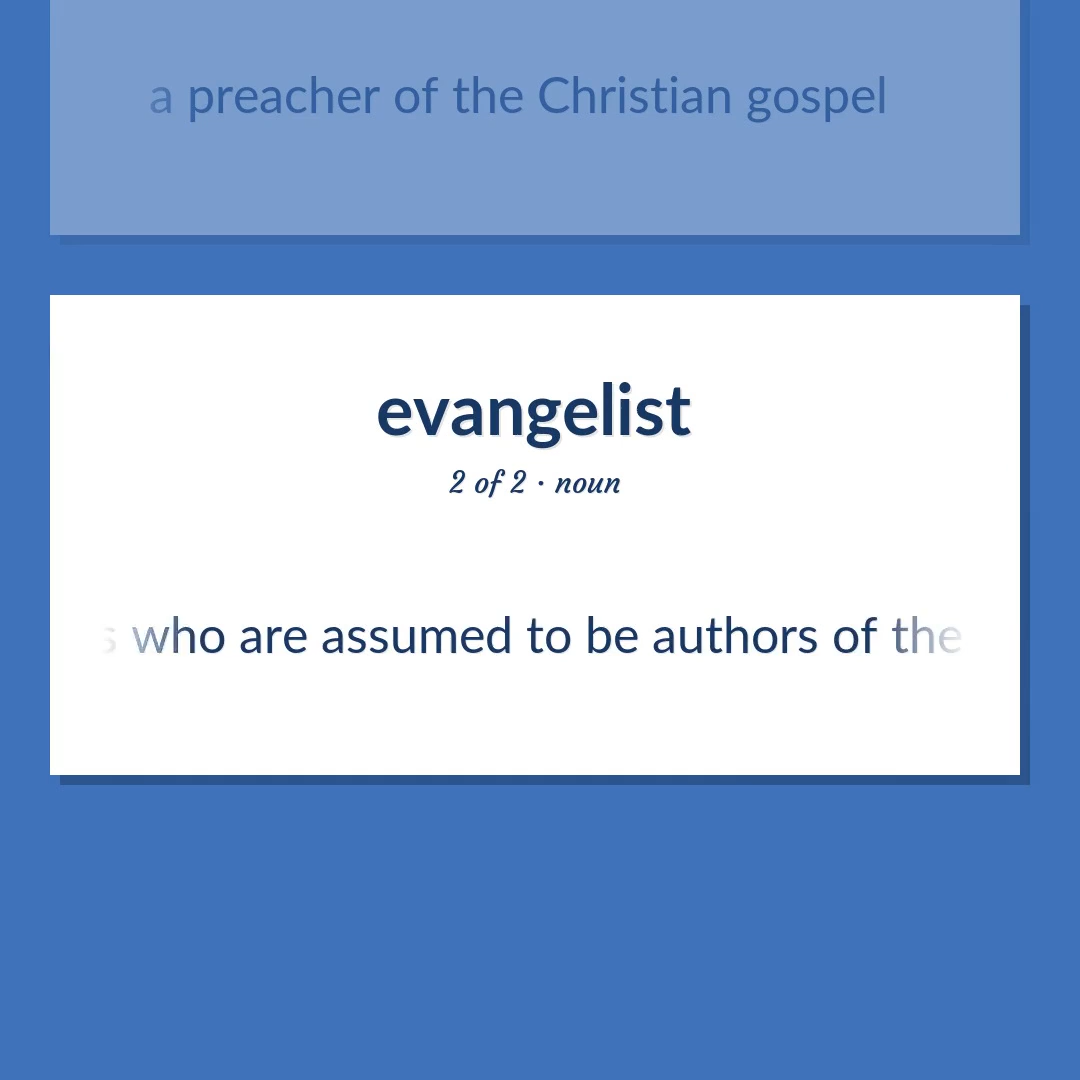 a preacher of the Christian gospel
evangelist
2 of 2 · noun
s who are assumed to be authors of the